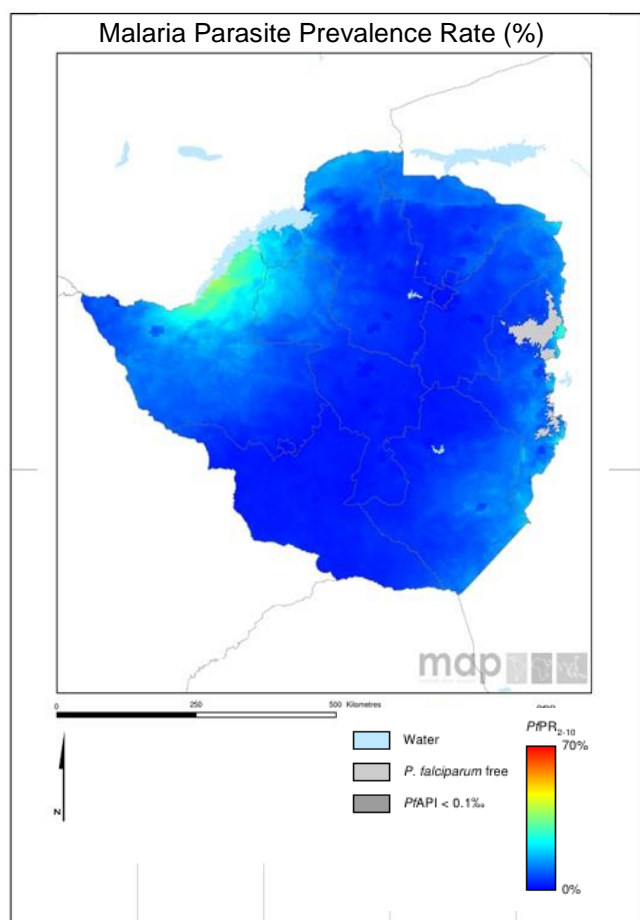 Malaria Parasite Prevalence Rate (%)
map
0 250 500 Kilometres
Water
P. falciparum free
PfAPI < 0.1‰
PfPR2-10
70%
0%
N